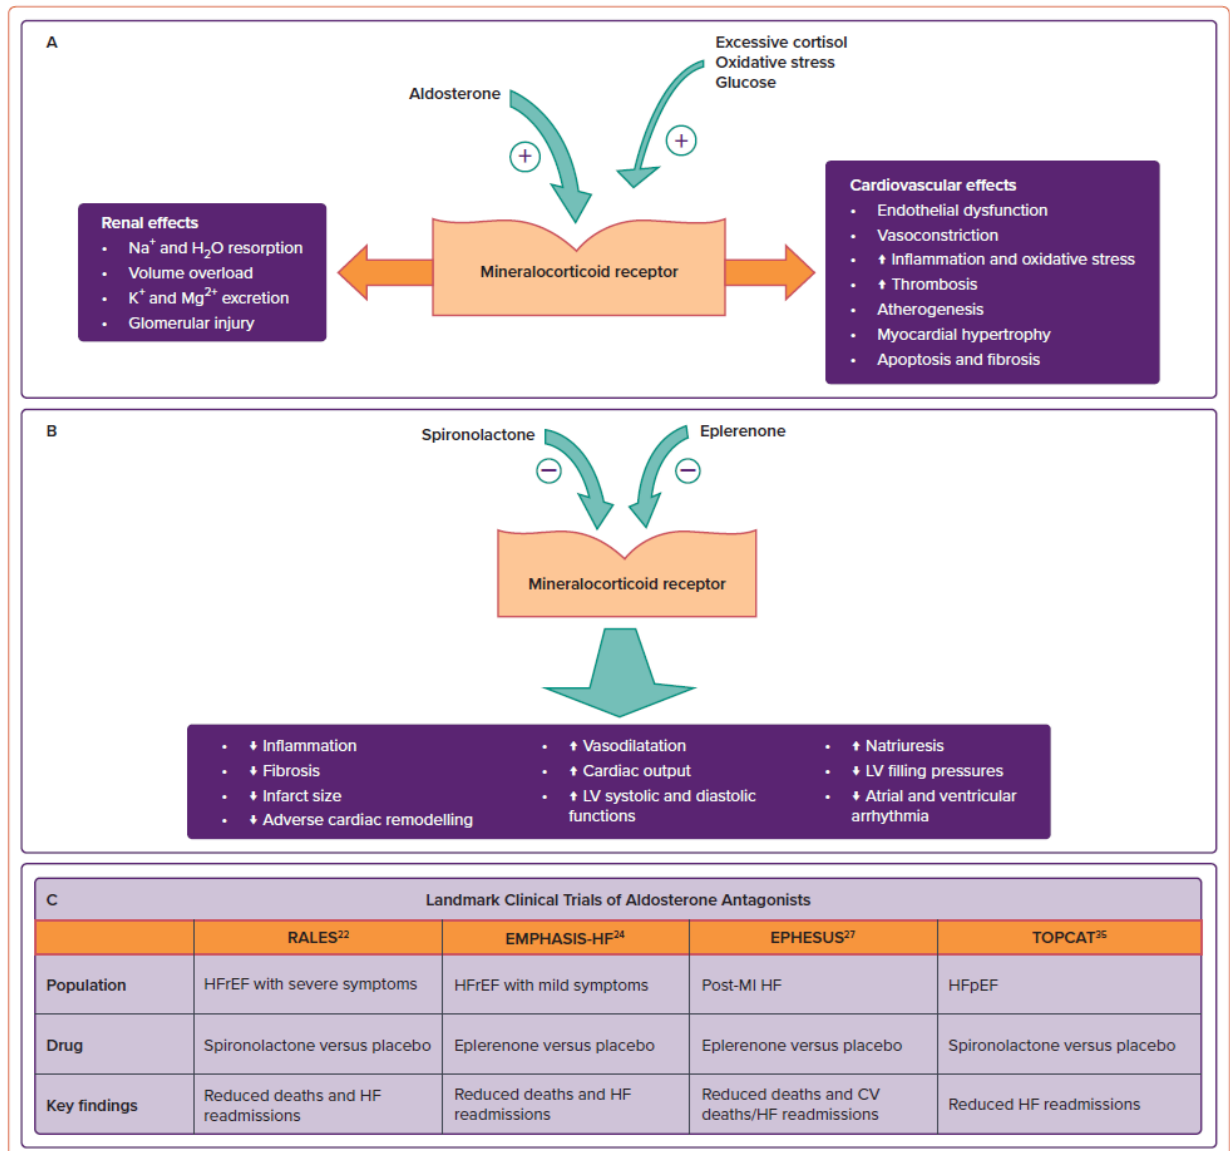 A
Excessive cortisol
Oxidative stress
Glucose
Aldosterone
+
+
Renal effects
• Na⁺ and H₂O resorption
• Volume overload
• K⁺ and Mg²⁺ excretion
• Glomerular injury
Mineralocorticoid receptor
Cardiovascular effects
• Endothelial dysfunction
• Vasoconstriction
• ⬆ Inflammation and oxidative stress
• ⬆ Thrombosis
• Atherogenesis
• Myocardial hypertrophy
• Apoptosis and fibrosis
B
Spironolactone
Eplerenone
−
−
Mineralocorticoid receptor
• ⬇ Inflammation
• ⬇ Fibrosis
• ⬇ Infarct size
• ⬇ Adverse cardiac remodelling
• ⬆ Vasodilatation
• ⬆ Cardiac output
• ⬆ LV systolic and diastolic
functions
• ⬆ Natriuresis
• ⬇ LV filling pressures
• ⬇ Atrial and ventricular
arrhythmia
C
Landmark Clinical Trials of Aldosterone Antagonists
RALES²² EMPHASIS-HF²⁴ EPHESUS²⁷ TOPCAT³⁵
Population HFrEF with severe symptoms HFrEF with mild symptoms Post-MI HF HFpEF
Drug Spironolactone versus placebo Eplerenone versus placebo Eplerenone versus placebo Spironolactone versus placebo
Key findings
Reduced deaths and HF
readmissions
Reduced deaths and HF
readmissions
Reduced deaths and CV
deaths/HF readmissions
Reduced HF readmissions